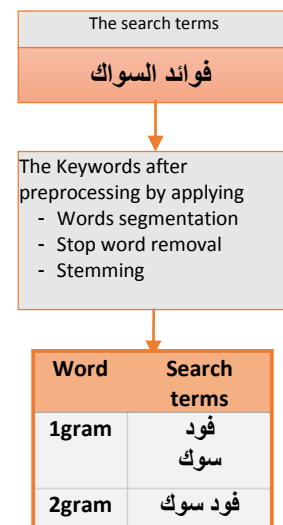 The search terms
فوائد السواك
The Keywords after
preprocessing by applying
- Words segmentation
- Stop word removal
- Stemming
Word Search
terms
1gram فود
سوك
2gram فود سوك